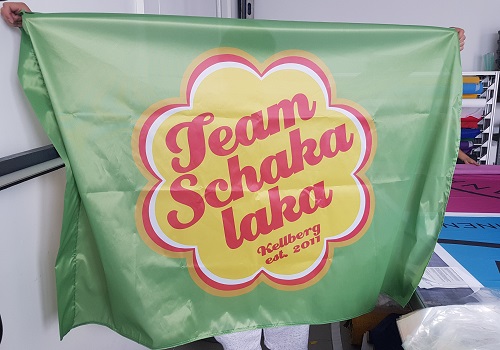 Team
Schaka
laka
Kellberg
est. 2011